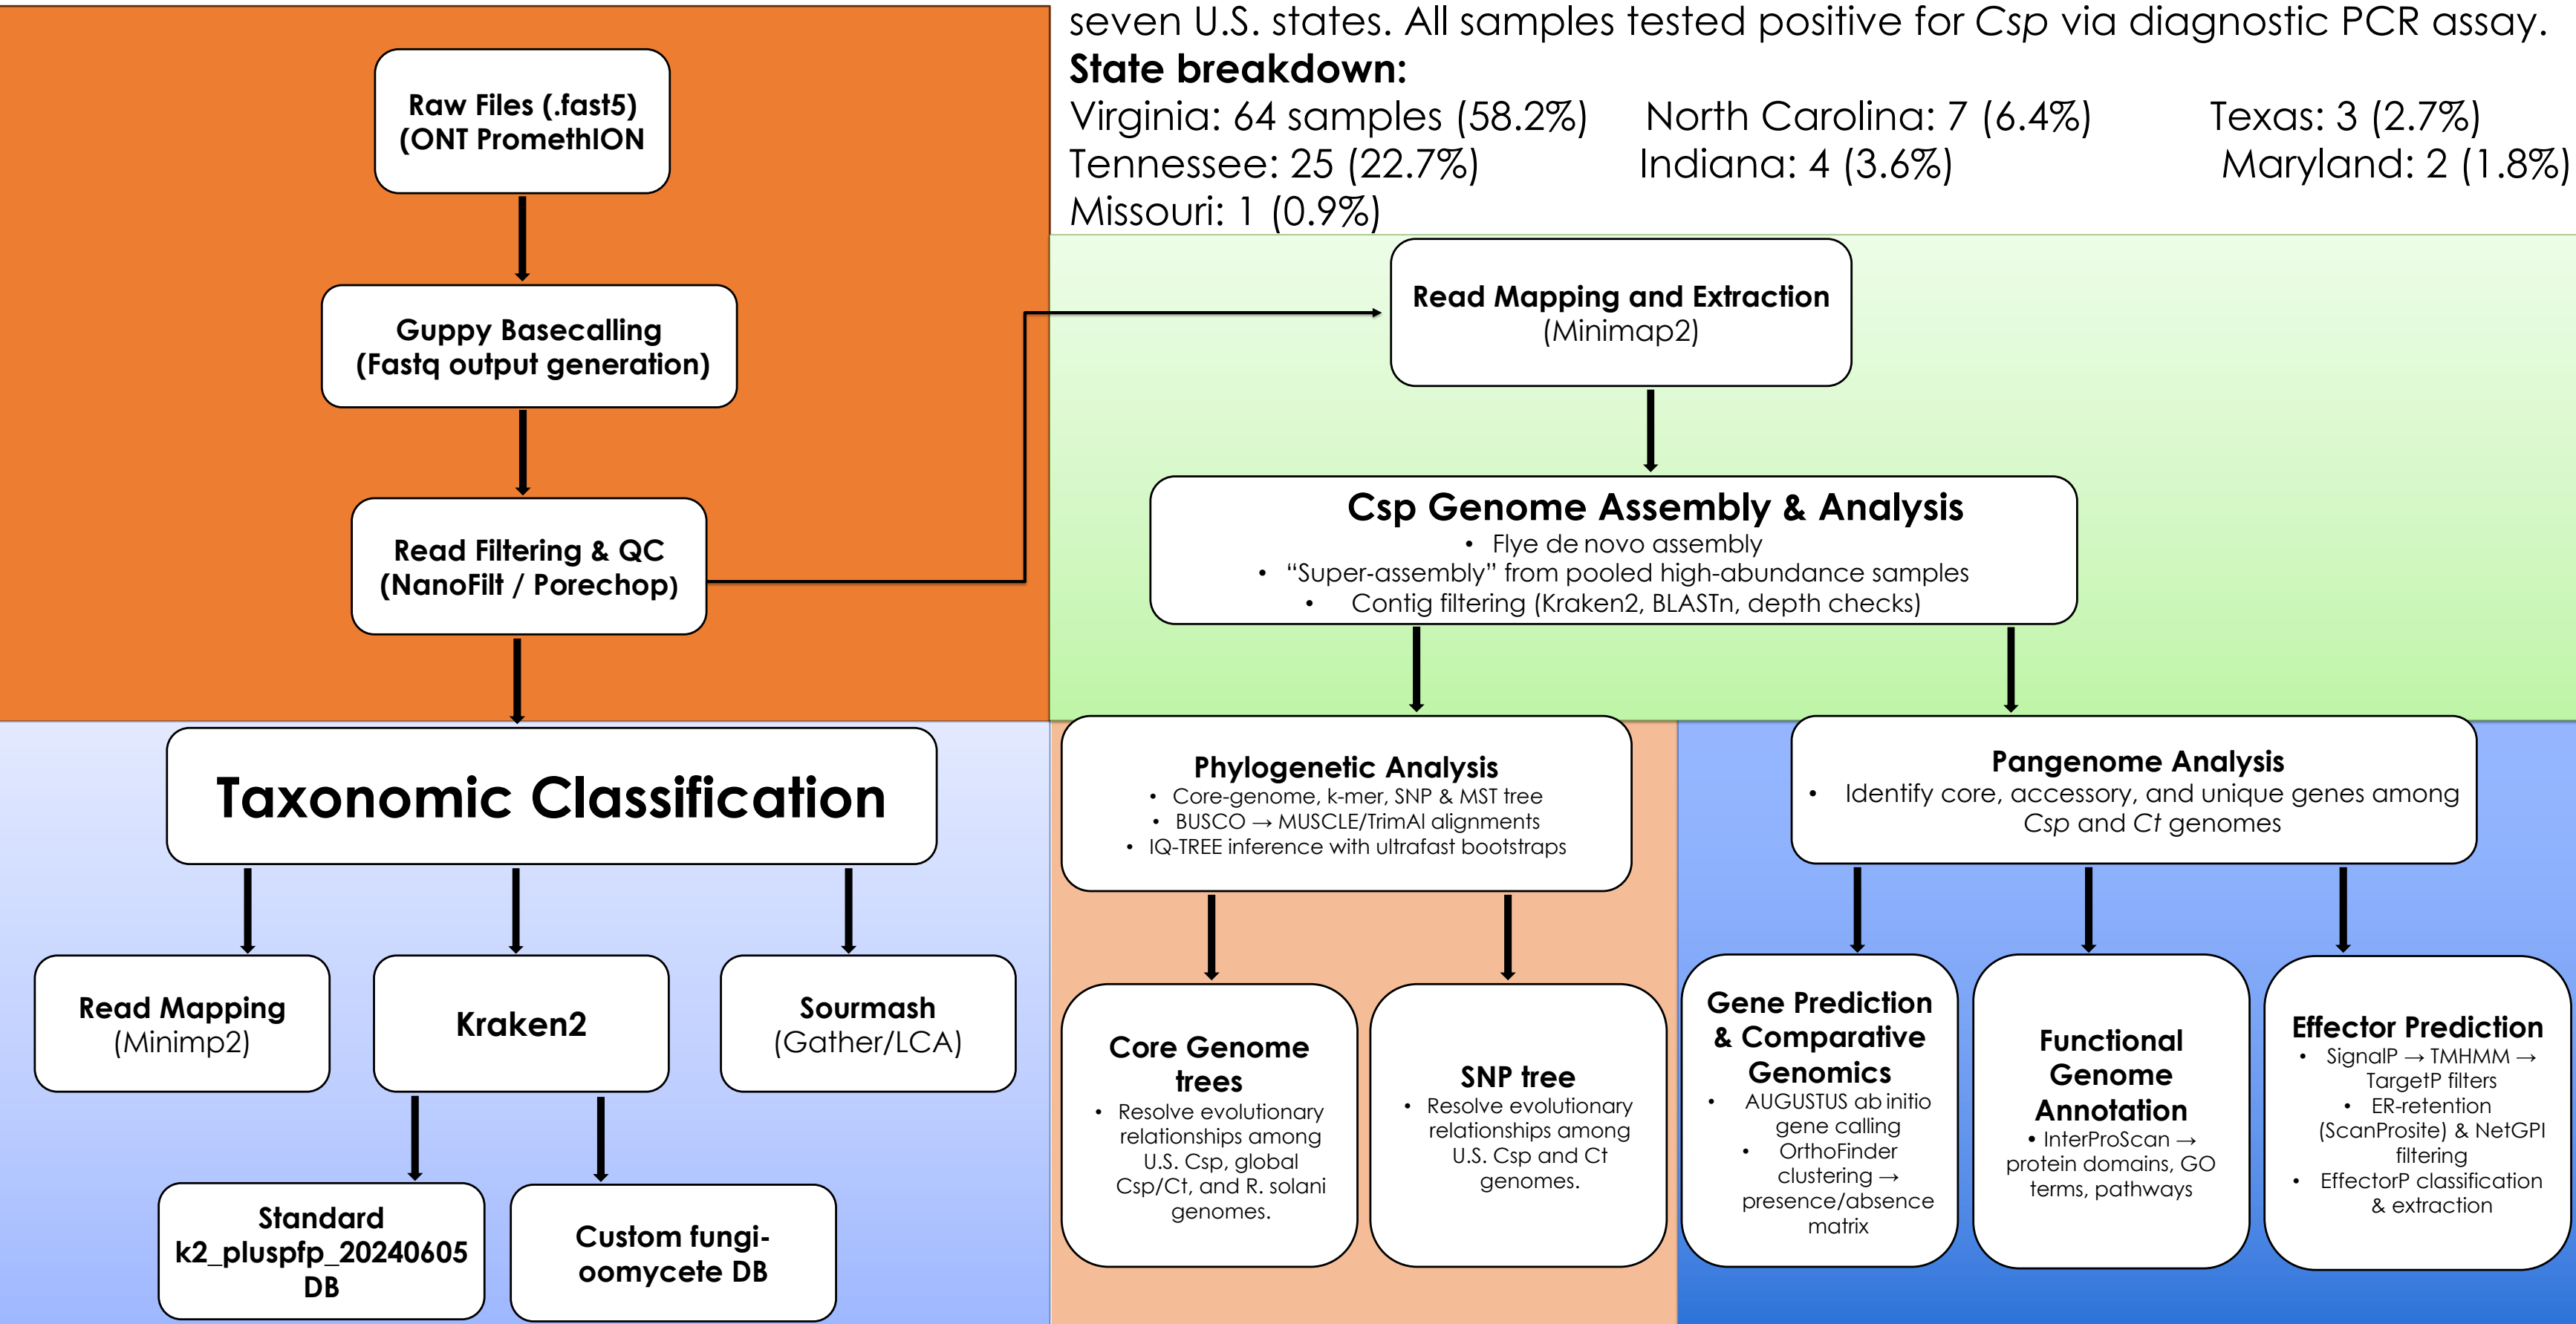 seven U.S. states. All samples tested positive for Csp via diagnostic PCR assay.
State breakdown:
Virginia: 64 samples (58.2%) North Carolina: 7 (6.4%) Texas: 3 (2.7%)
Tennessee: 25 (22.7%) Indiana: 4 (3.6%) Maryland: 2 (1.8%)
Missouri: 1 (0.9%)
Raw Files (.fast5)
(ONT PromethION
Guppy Basecalling
(Fastq output generation)
Read Filtering & QC
(NanoFilt / Porechop)
Read Mapping and Extraction
(Minimap2)
Csp Genome Assembly & Analysis
• Flye de novo assembly
• “Super-assembly” from pooled high-abundance samples
• Contig filtering (Kraken2, BLASTn, depth checks)
Taxonomic Classification
Read Mapping
(Minimp2)
Kraken2
Sourmash
(Gather/LCA)
Standard
k2_pluspfp_20240605
DB
Custom fungi-
oomycete DB
Phylogenetic Analysis
• Core-genome, k-mer, SNP & MST tree
• BUSCO → MUSCLE/TrimAl alignments
• IQ-TREE inference with ultrafast bootstraps
Core Genome
trees
• Resolve evolutionary
relationships among
U.S. Csp, global
Csp/Ct, and R. solani
genomes.
SNP tree
• Resolve evolutionary
relationships among
U.S. Csp and Ct
genomes.
Pangenome Analysis
• Identify core, accessory, and unique genes among
Csp and Ct genomes
Gene Prediction
& Comparative
Genomics
• AUGUSTUS ab initio
gene calling
• OrthoFinder
clustering →
presence/absence
matrix
Functional
Genome
Annotation
• InterProScan →
protein domains, GO
terms, pathways
Effector Prediction
• SignalP → TMHMM →
TargetP filters
• ER-retention
(ScanProsite) & NetGPI
filtering
• EffectorP classification
& extraction